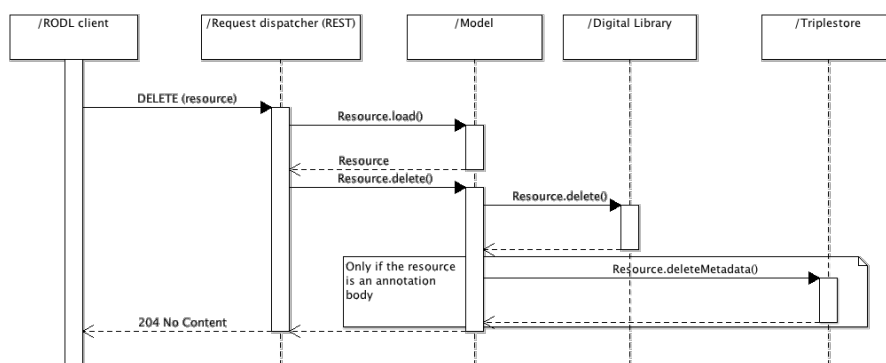 /RODL client
/Request dispatcher (REST)
/Model
/Digital Library
/Triplestore
DELETE (resource)
Resource.load()
Resource
Resource.delete()
Resource.delete()
Only if the resource
is an annotation
body
Resource.deleteMetadata()
204 No Content